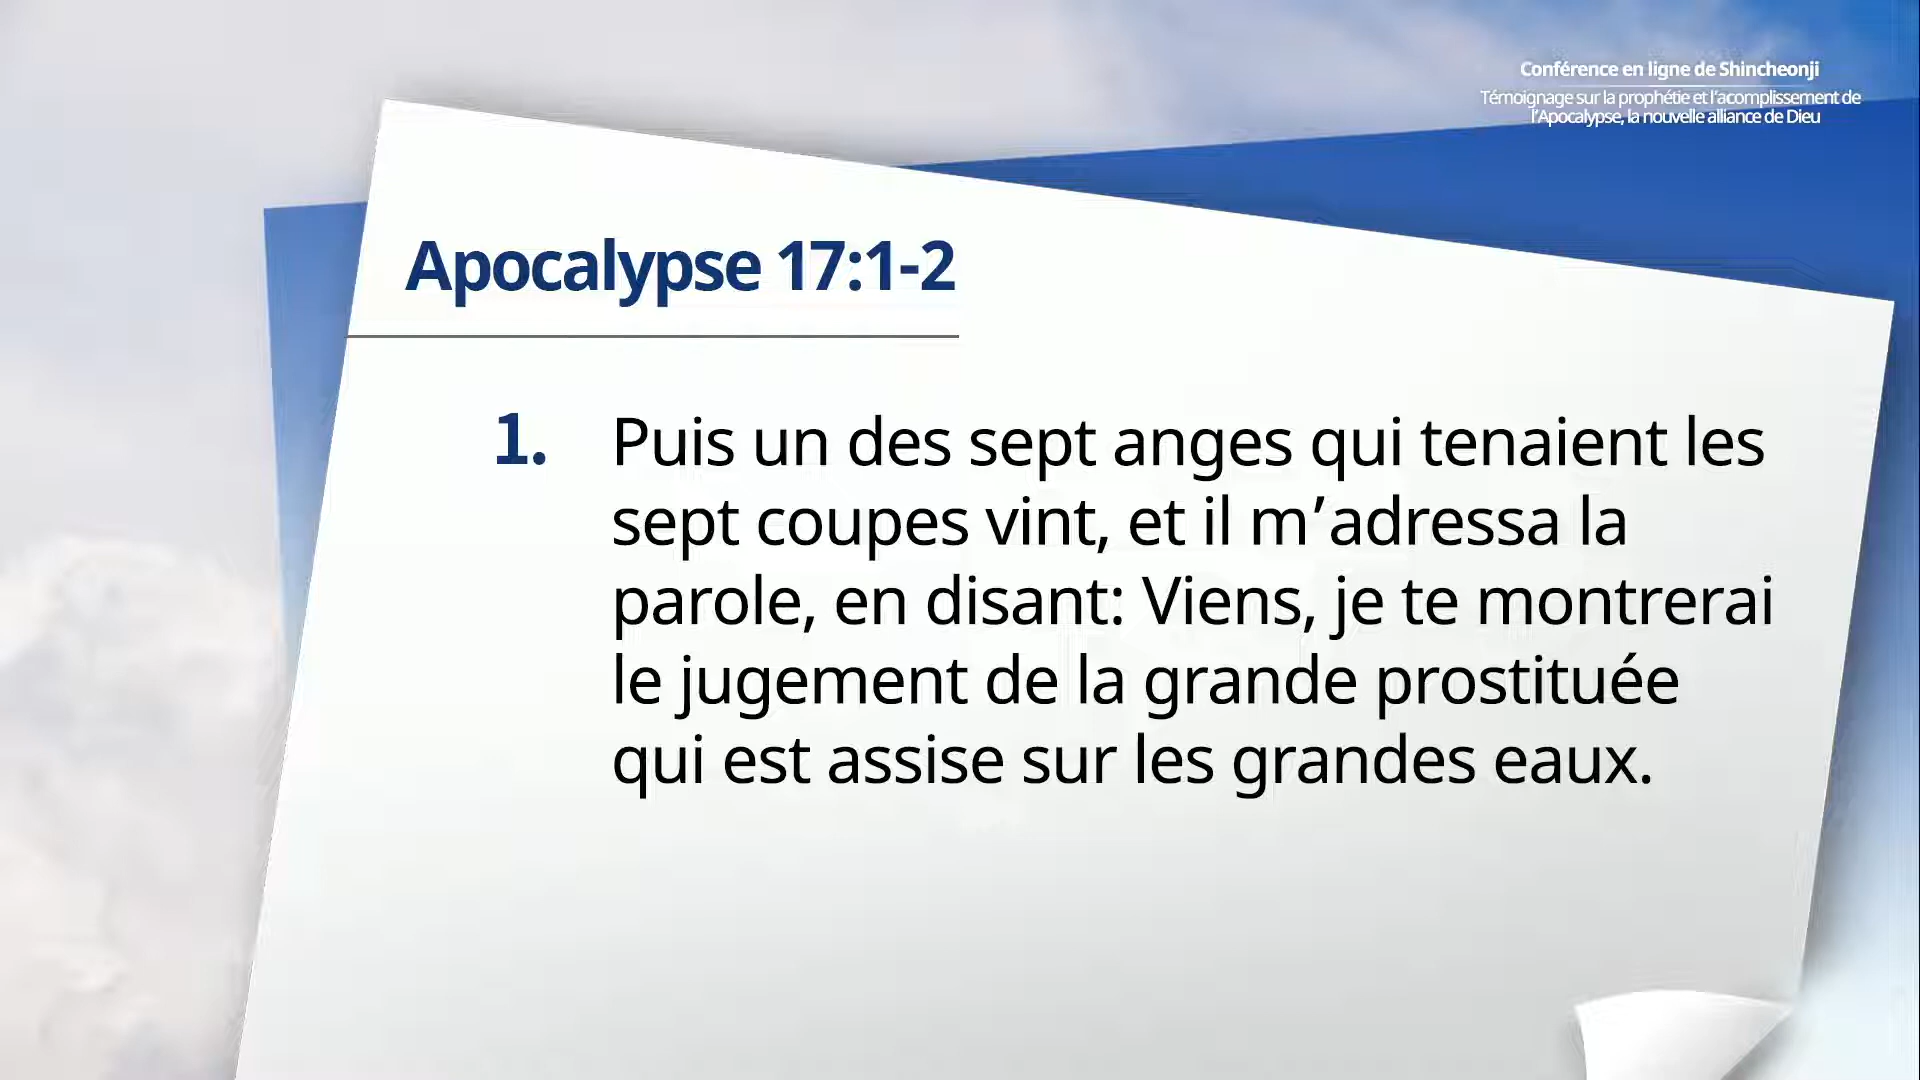 Conférence en ligne de Shincheonji
Témoignage sur la prophétie et l'acomplissement de
l'Apocalypse, la nouvelle alliance de Dieu
Apocalypse 17:1-2
1. Puis un des sept anges qui tenaient les
sept coupes vint, et il m’adressa la
parole, en disant: Viens, je te montrerai
le jugement de la grande prostituée
qui est assise sur les grandes eaux.